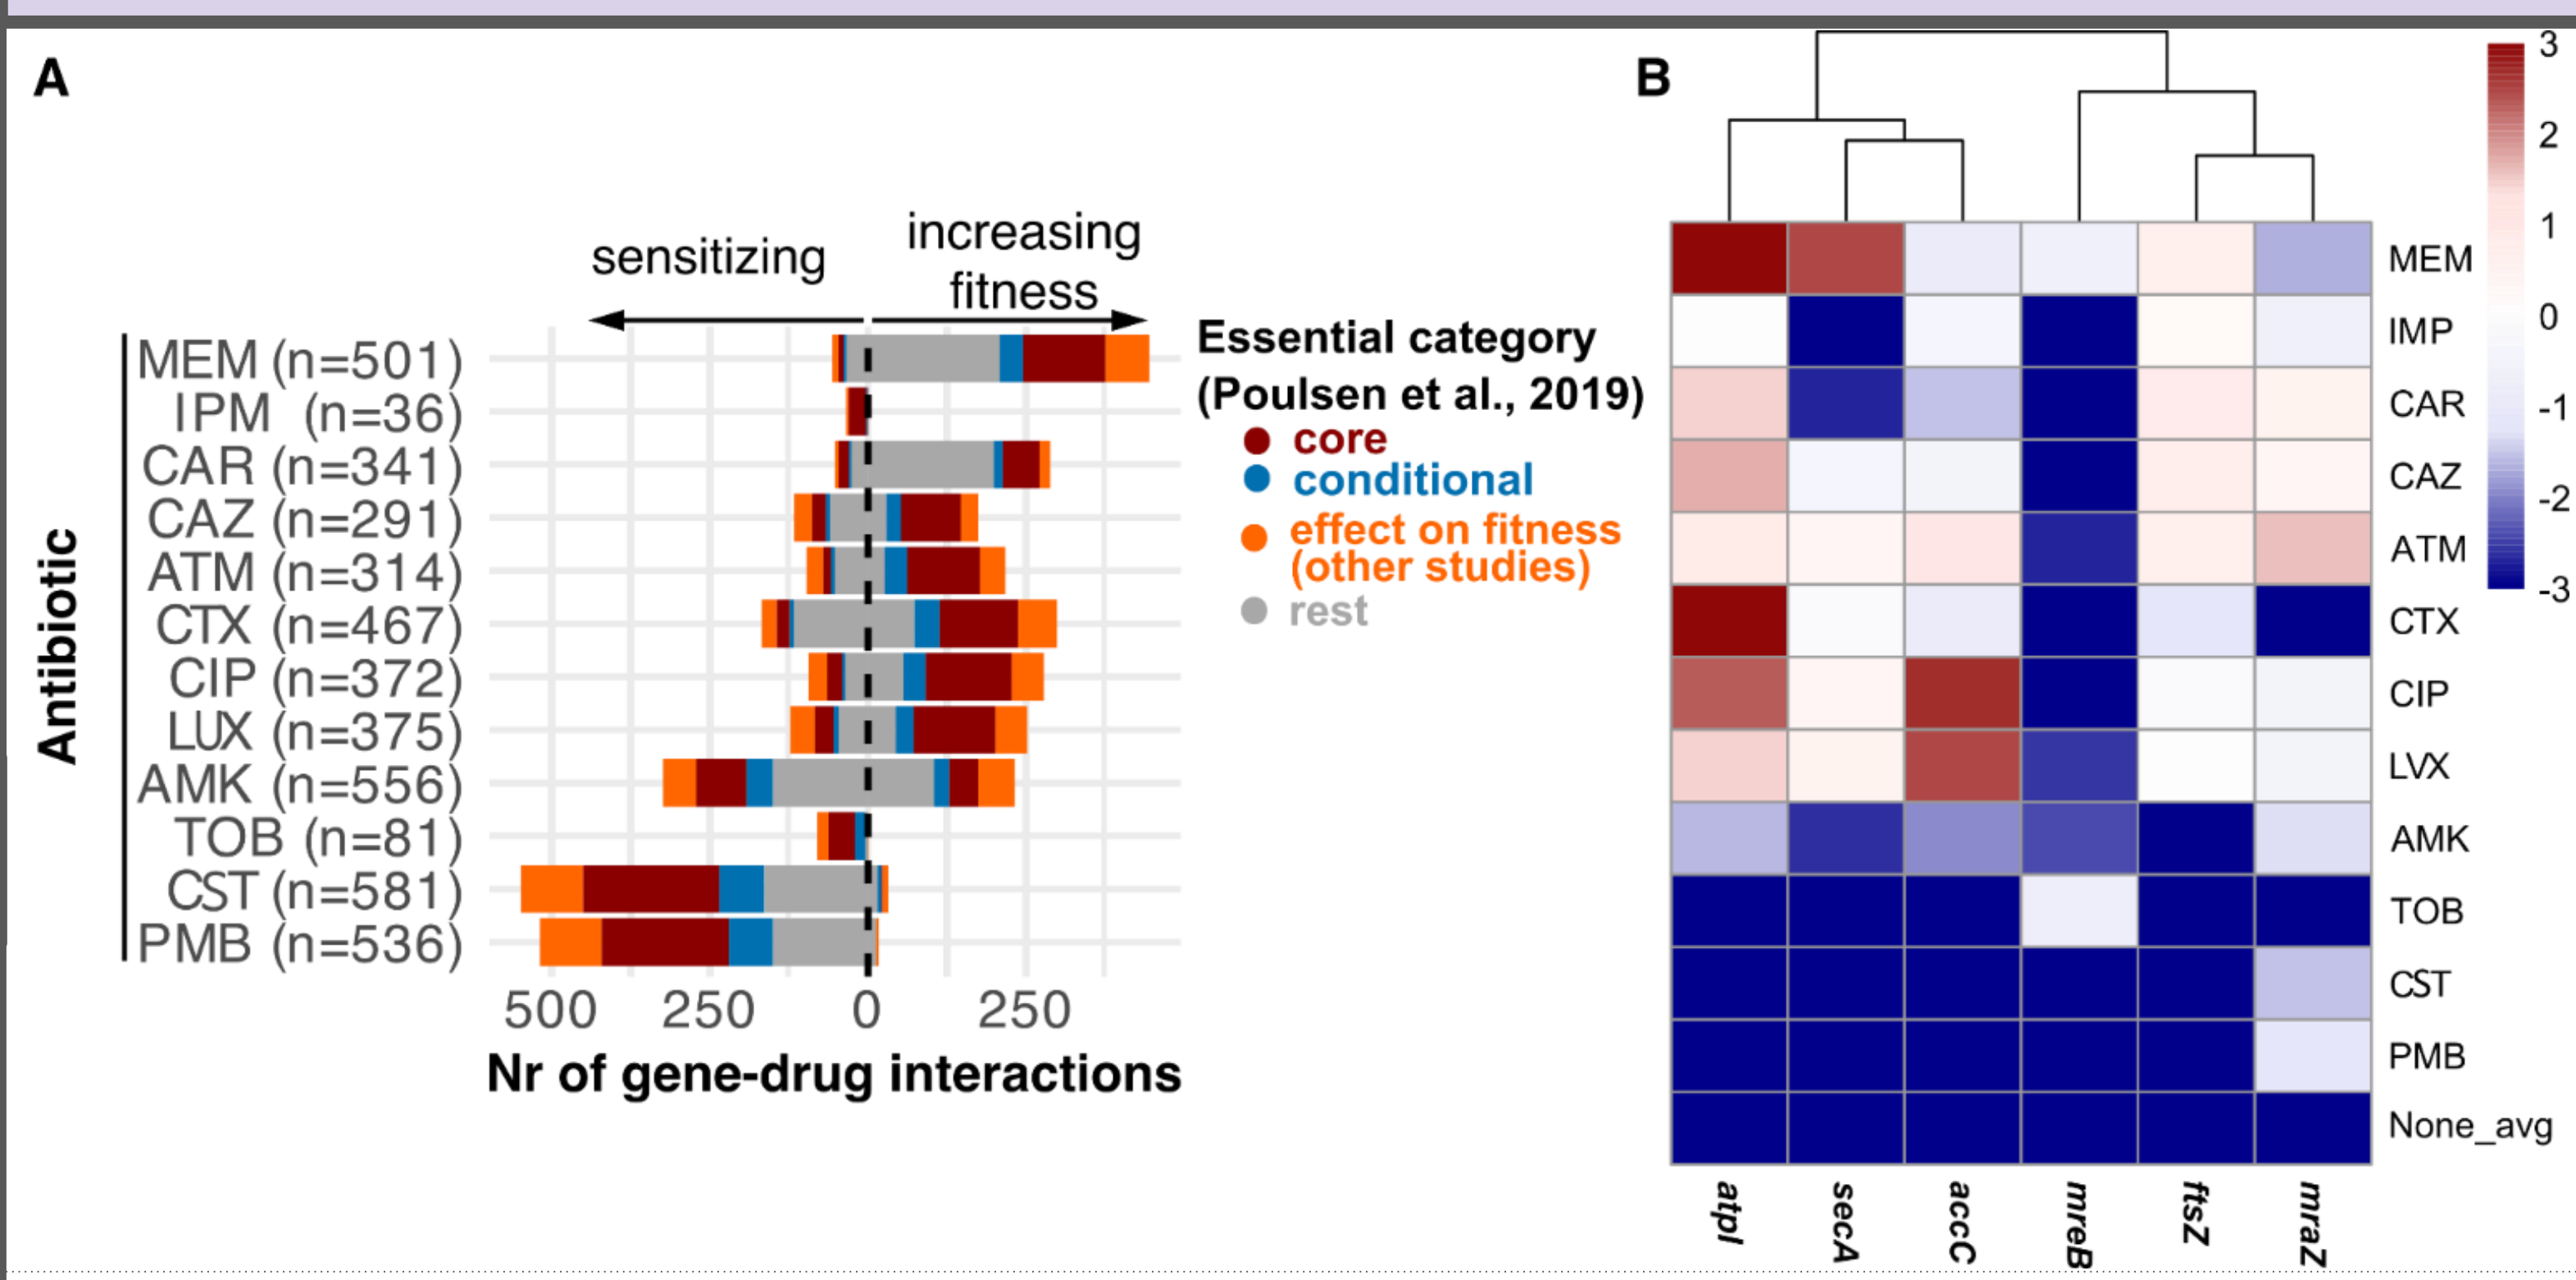 A
sensitizing
increasing
fitness
Antibiotic
MEM (n=501)
IPM (n=36)
CAR (n=341)
CAZ (n=291)
ATM (n=314)
CTX (n=467)
CIP (n=372)
LUX (n=375)
AMK (n=556)
TOB (n=81)
CST (n=581)
PMB (n=536)
500 250 0 250
Nr of gene-drug interactions
Essential category
(Poulsen et al., 2019)
core
conditional
effect on fitness
(other studies)
rest
B
MEM
IMP
CAR
CAZ
ATM
CTX
CIP
LVX
AMK
TOB
CST
PMB
None_avg
atpI secA accC mreB ftsZ mraZ
3
2
1
0
-1
-2
-3